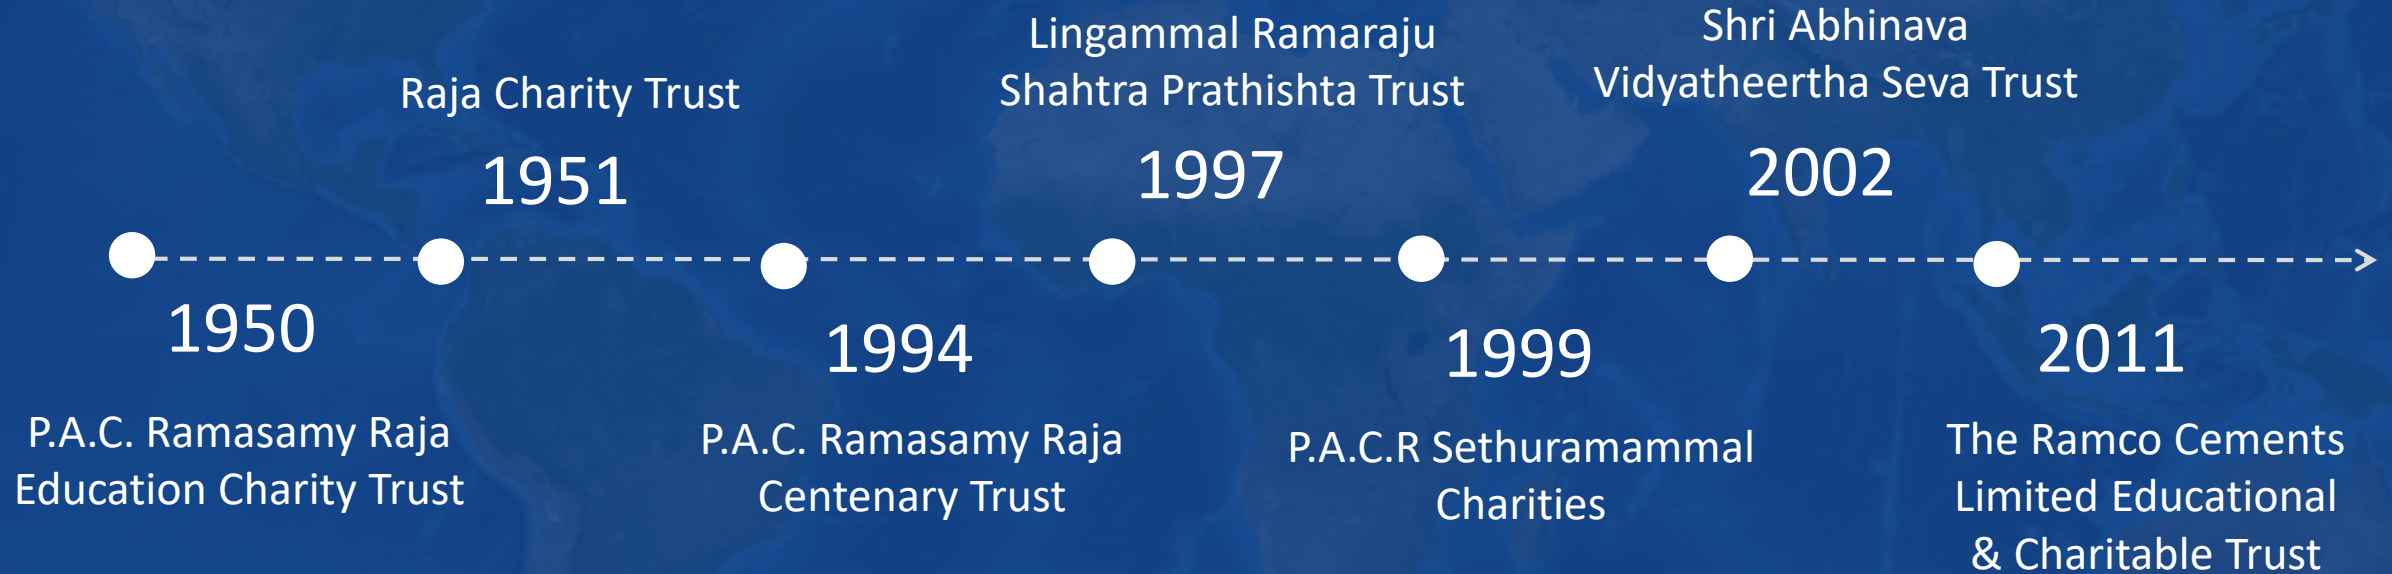 1950
P.A.C. Ramasamy Raja
Education Charity Trust
Raja Charity Trust
1951
1994
P.A.C. Ramasamy Raja
Centenary Trust
Lingammal Ramaraju
Shahtra Prathishta Trust
1997
1999
P.A.C.R Sethuramammal
Charities
Shri Abhinava
Vidyatheertha Seva Trust
2002
2011
The Ramco Cements
Limited Educational
& Charitable Trust